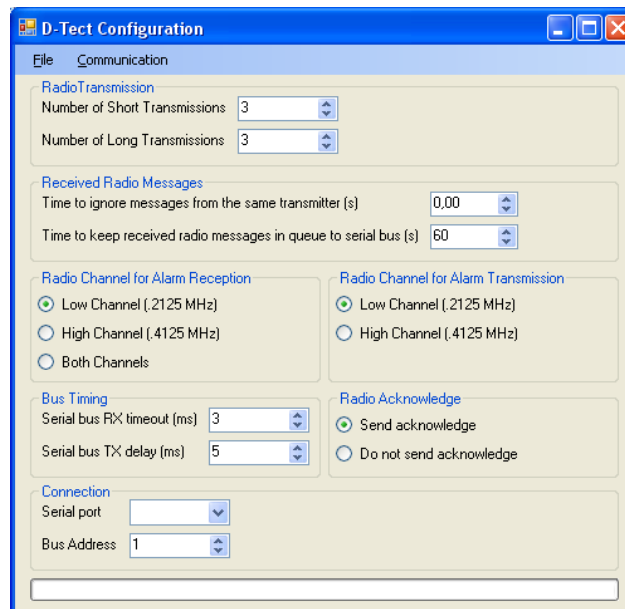 D-Tect Configuration
File Communication
RadioTransmission
Number of Short Transmissions 3
Number of Long Transmissions 3
Received Radio Messages
Time to ignore messages from the same transmitter (s) 0,00
Time to keep received radio messages in queue to serial bus (s) 60
Radio Channel for Alarm Reception
Low Channel (.2125 MHz)
High Channel (.4125 MHz)
Both Channels
Radio Channel for Alarm Transmission
Low Channel (.2125 MHz)
High Channel (.4125 MHz)
Bus Timing
Serial bus RX timeout (ms) 3
Serial bus TX delay (ms) 5
Radio Acknowledge
Send acknowledge
Do not send acknowledge
Connection
Serial port
Bus Address 1